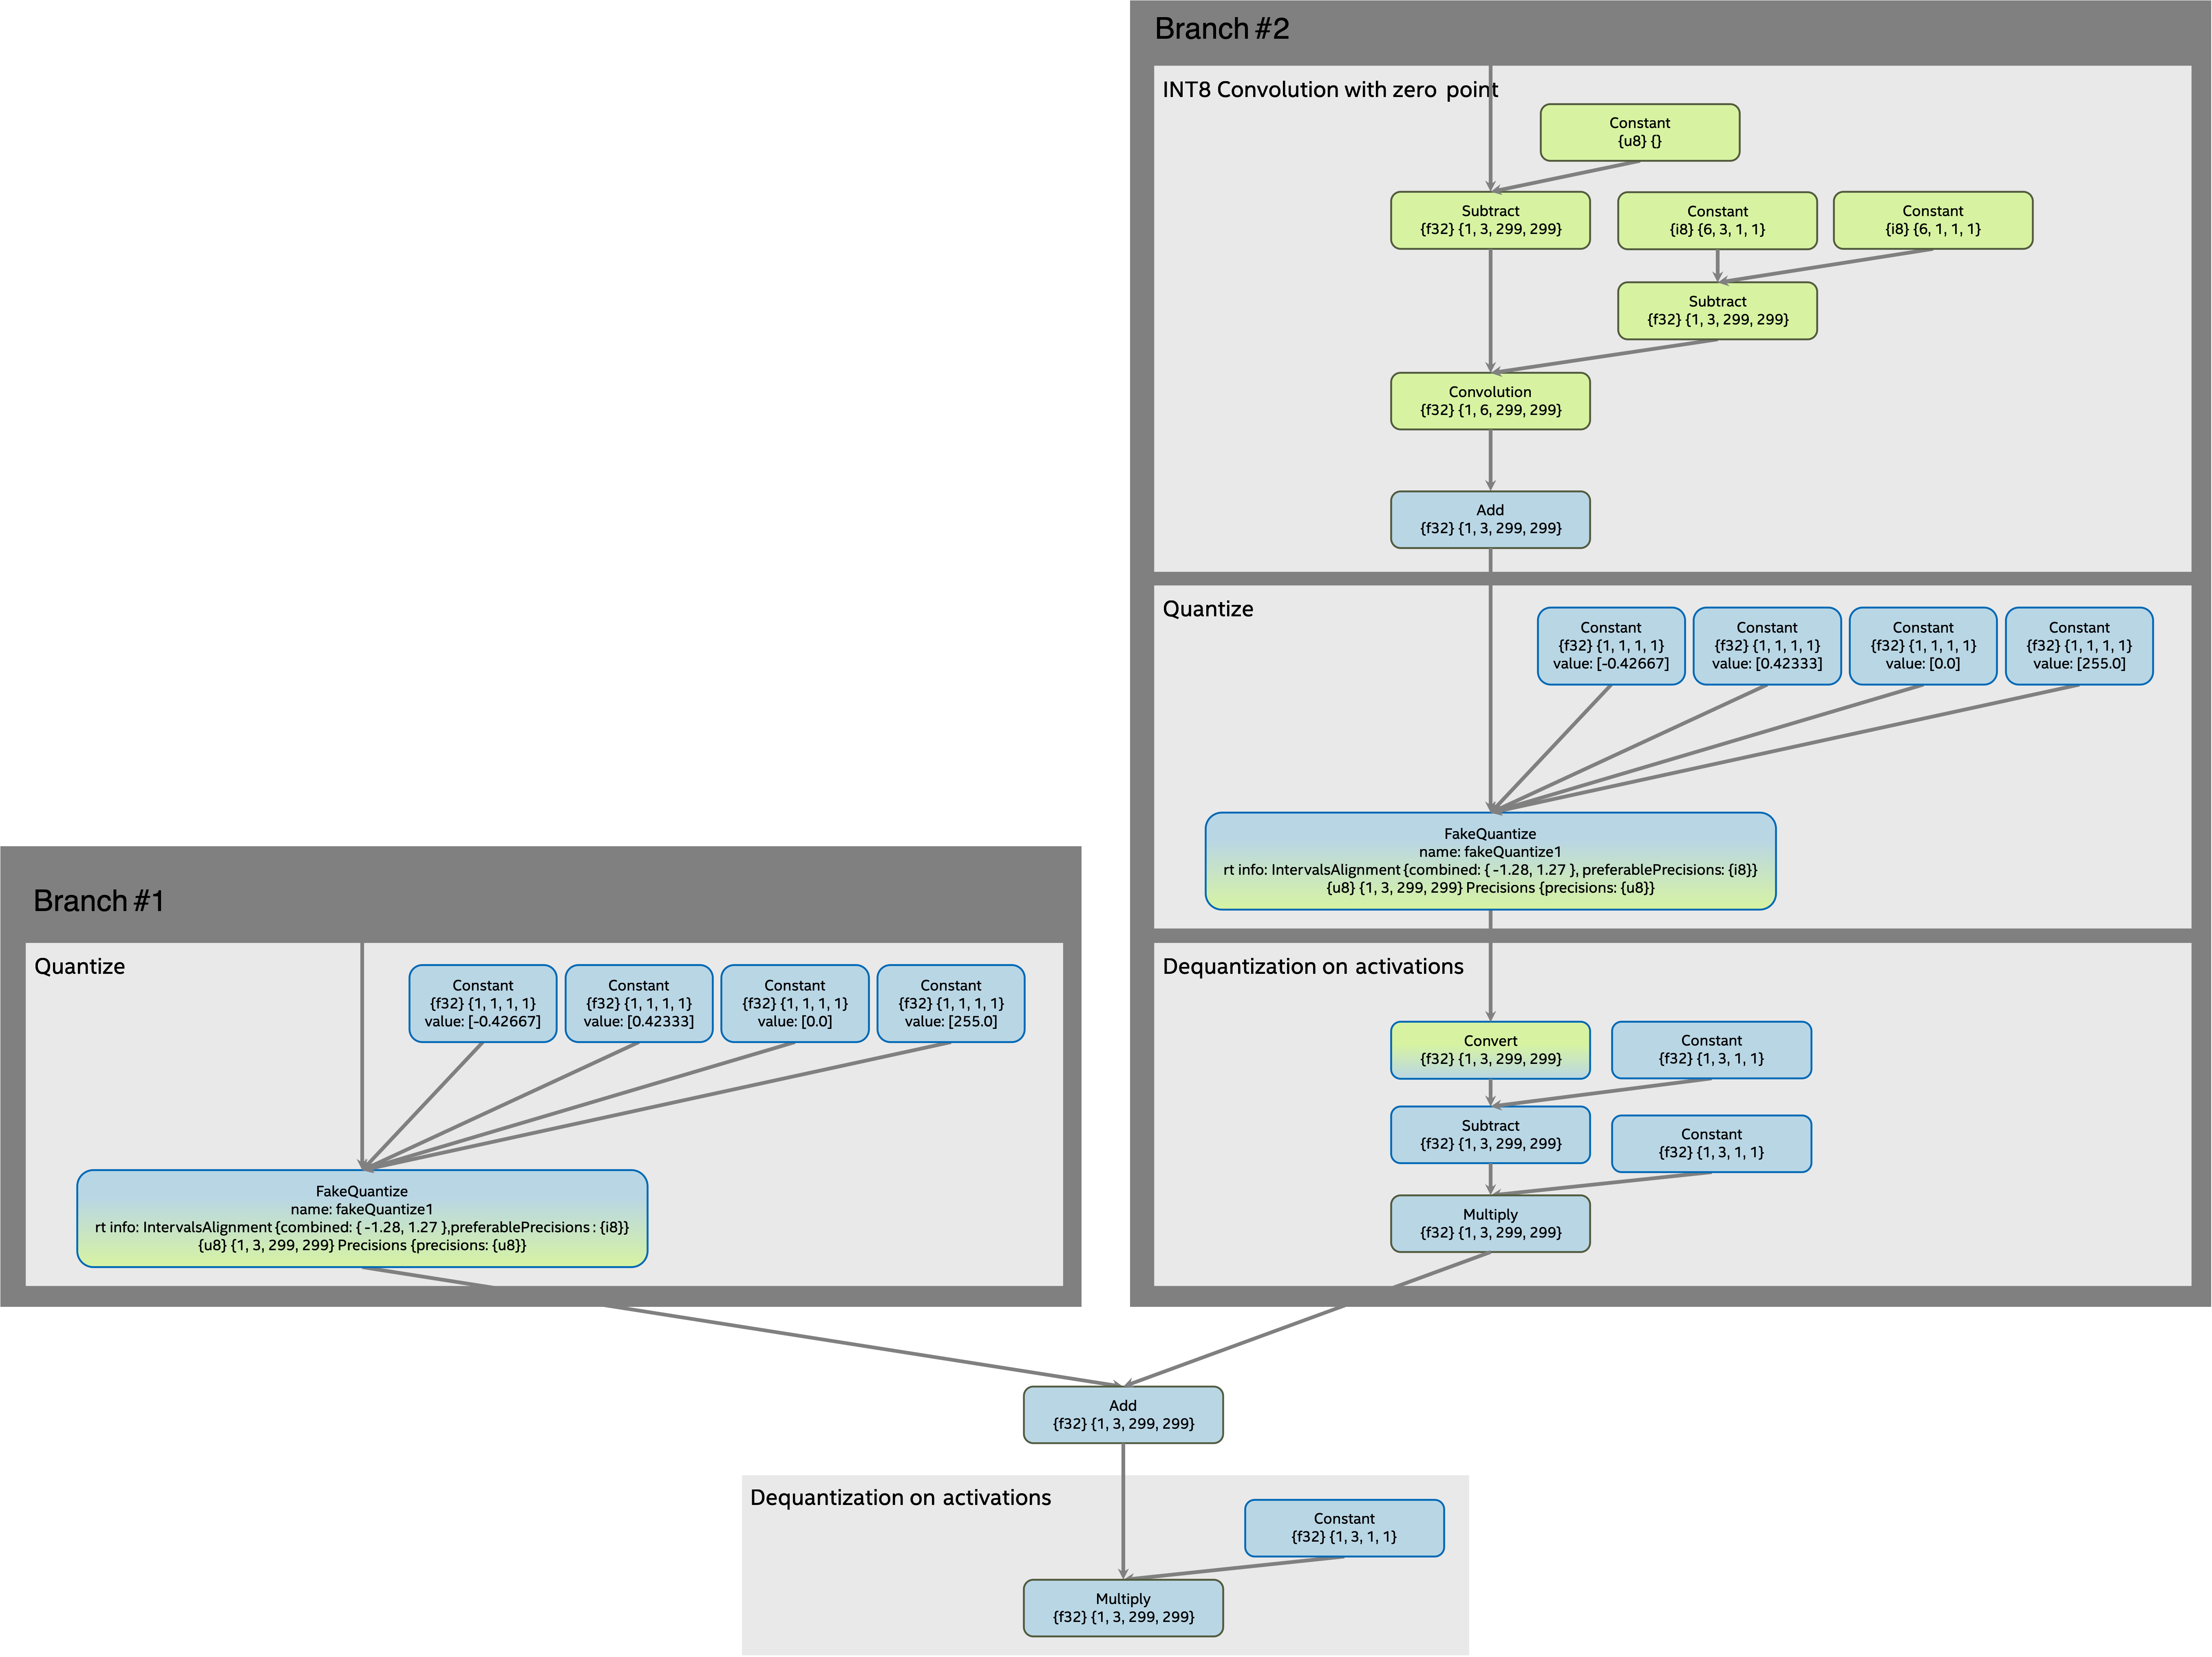 Branch #2
INT8 Convolution with zero point
Constant
{u8} {}
Subtract
{f32} {1, 3, 299, 299}
Constant
{i8} {6, 3, 1, 1}
Constant
{i8} {6, 1, 1, 1}
Subtract
{f32} {1, 3, 299, 299}
Convolution
{f32} {1, 6, 299, 299}
Add
{f32} {1, 3, 299, 299}
Quantize
Constant
{f32} {1, 1, 1, 1}
value: [-0.42667]
Constant
{f32} {1, 1, 1, 1}
value: [0.42333]
Constant
{f32} {1, 1, 1, 1}
value: [0.0]
Constant
{f32} {1, 1, 1, 1}
value: [255.0]
FakeQuantize
name: fakeQuantize1
rt info: IntervalsAlignment {combined: { -1.28, 1.27 }, preferablePrecisions: {i8}}
{u8} {1, 3, 299, 299} Precisions {precisions: {u8}}
Dequantization on activations
Convert
{f32} {1, 3, 299, 299}
Constant
{f32} {1, 3, 1, 1}
Subtract
{f32} {1, 3, 299, 299}
Constant
{f32} {1, 3, 1, 1}
Multiply
{f32} {1, 3, 299, 299}
Branch #1
Quantize
Constant
{f32} {1, 1, 1, 1}
value: [-0.42667]
Constant
{f32} {1, 1, 1, 1}
value: [0.42333]
Constant
{f32} {1, 1, 1, 1}
value: [0.0]
Constant
{f32} {1, 1, 1, 1}
value: [255.0]
FakeQuantize
name: fakeQuantize1
rt info: IntervalsAlignment {combined: { -1.28, 1.27 },preferablePrecisions : {i8}}
{u8} {1, 3, 299, 299} Precisions {precisions: {u8}}
Add
{f32} {1, 3, 299, 299}
Dequantization on activations
Constant
{f32} {1, 3, 1, 1}
Multiply
{f32} {1, 3, 299, 299}